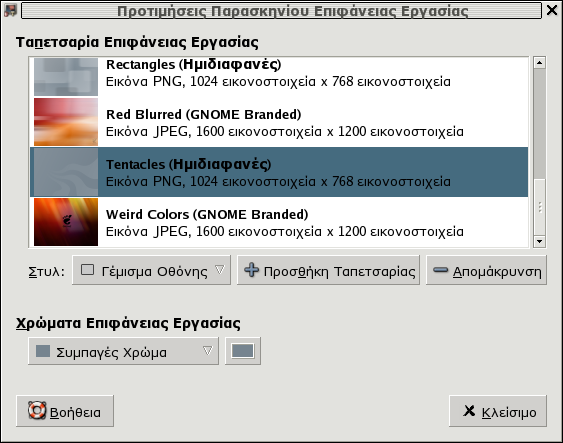 Προτιμήσεις Παρασκηνίου Επιφάνειας Εργασίας
Ταπετσαρία Επιφάνειας Εργασίας
Rectangles (Ημιδιαφανές)
Εικόνα PNG, 1024 εικονοστοιχεία x 768 εικονοστοιχεία
Red Blurred (GNOME Branded)
Εικόνα JPEG, 1600 εικονοστοιχεία x 1200 εικονοστοιχεία
Tentacles (Ημιδιαφανές)
Εικόνα PNG, 1024 εικονοστοιχεία x 768 εικονοστοιχεία
Weird Colors (GNOME Branded)
Εικόνα JPEG, 1600 εικονοστοιχεία x 1200 εικονοστοιχεία
Στυλ: Γέμισμα Οθόνης Προσθήκη Ταπετσαρίας Απομάκρυνση
Χρώματα Επιφάνειας Εργασίας
Συμπαγές Χρώμα
Βοήθεια Κλείσιμο